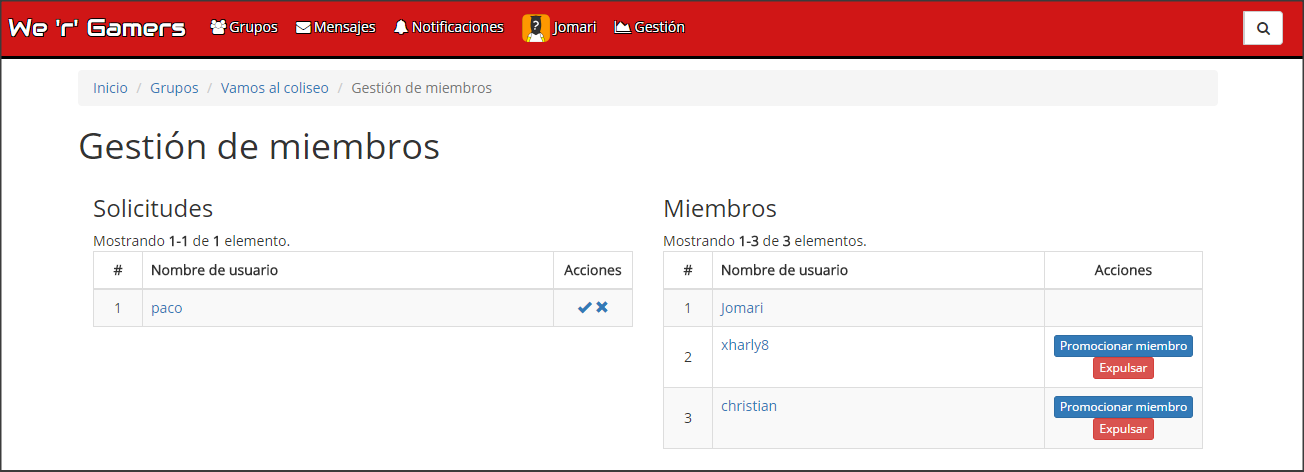 We 'r' Gamers Grupos Mensajes Notificaciones Jomari Gestión
Inicio / Grupos / Vamos al coliseo / Gestión de miembros
Gestión de miembros
Solicitudes
Mostrando 1-1 de 1 elemento.
# Nombre de usuario Acciones
1 paco
Miembros
Mostrando 1-3 de 3 elementos.
# Nombre de usuario Acciones
1 Jomari
2 xharly8 Promocionar miembro
Expulsar
3 christian Promocionar miembro
Expulsar